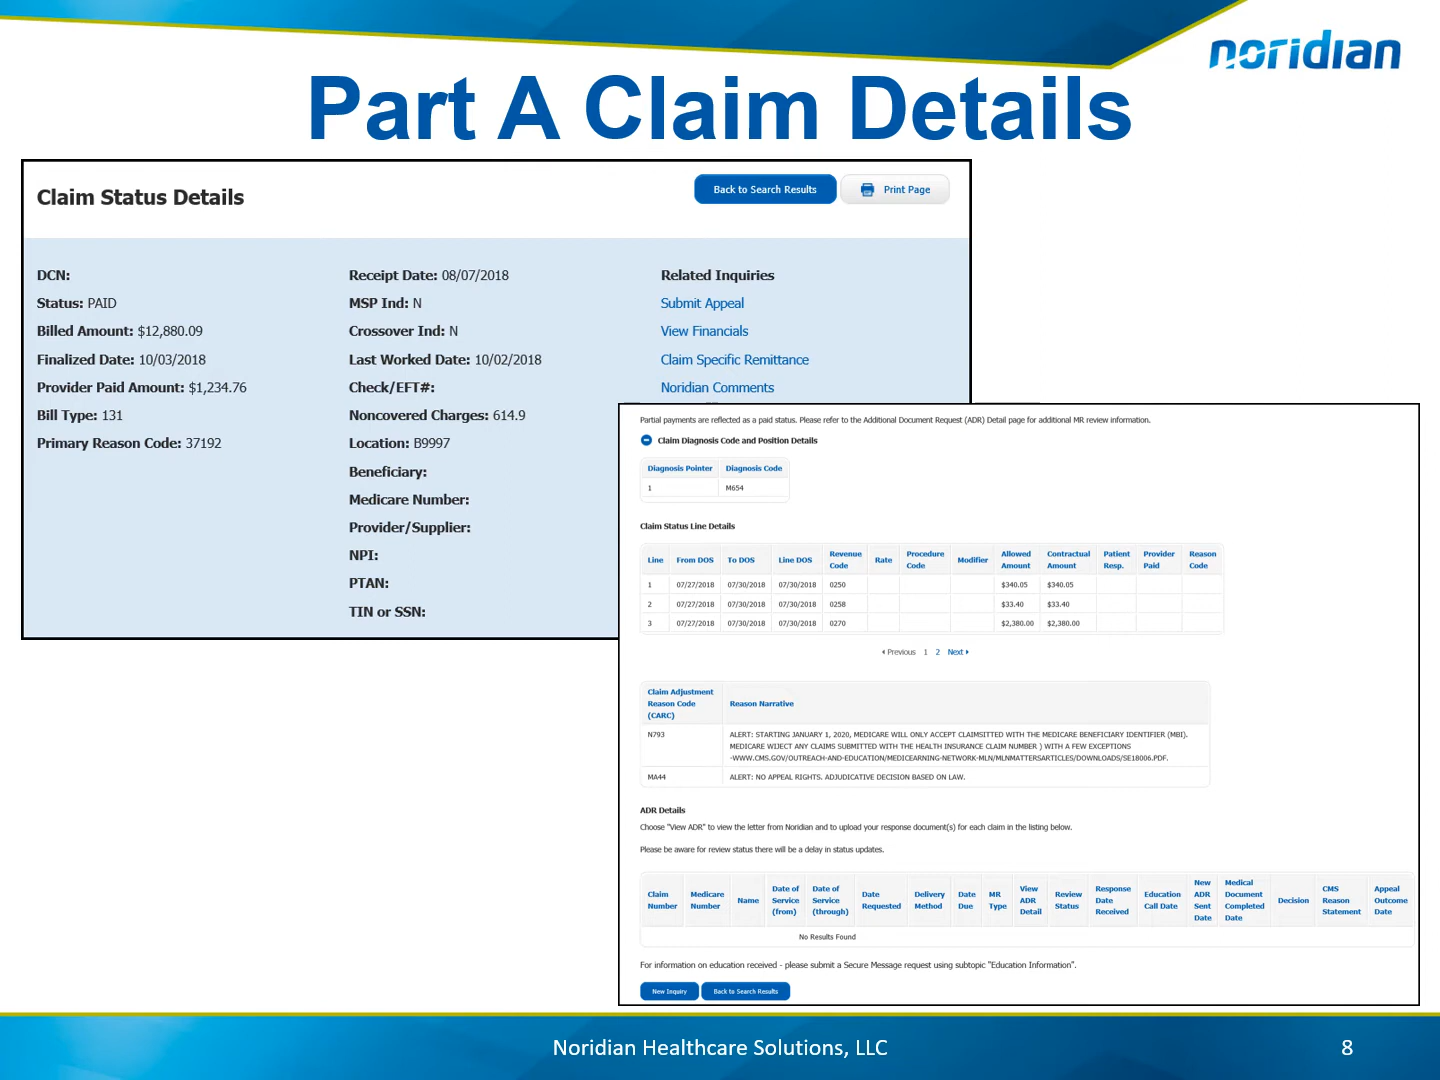 noridian
Part A Claim Details
Claim Status Details
Back to Search Results
Print Page
DCN:
Status: PAID
Billed Amount: $12,880.09
Finalized Date: 10/03/2018
Provider Paid Amount: $1,234.76
Bill Type: 131
Primary Reason Code: 37192
Receipt Date: 08/07/2018
MSP Ind: N
Crossover Ind: N
Last Worked Date: 10/02/2018
Check/EFT#:
Noncovered Charges: 614.9
Location: B9997
Beneficiary:
Medicare Number:
Provider/Supplier:
NPI:
PTAN:
TIN or SSN:
Related Inquiries
Submit Appeal
View Financials
Claim Specific Remittance
Noridian Comments
Partial payments are reflected as a paid status. Please refer to the Additional Document Request (ADR) Detail page for additional MR review information.
Claim Diagnosis Code and Position Details
Diagnosis Pointer Diagnosis Code
1 M654
Claim Status Line Details
Line From DOS To DOS Line DOS Revenue Code Rate Procedure Code Modifier Allowed Amount Contractual Amount Patient Resp. Provider Paid Reason Code
1 07/27/2018 07/30/2018 07/30/2018 0250 $340.05 $340.05
2 07/27/2018 07/30/2018 07/30/2018 0258 $33.40 $33.40
3 07/27/2018 07/30/2018 07/30/2018 0270 $2,380.00 $2,380.00
Previous 1 2 Next
Claim Adjustment Reason Code (CARC) Reason Narrative
N793 ALERT: STARTING JANUARY 1, 2020, MEDICARE WILL ONLY ACCEPT CLAIMSITTED WITH THE MEDICARE BENEFICIARY IDENTIFIER (MBI).
MEDICARE WIJECT ANY CLAIMS SUBMITTED WITH THE HEALTH INSURANCE CLAIM NUMBER ) WITH A FEW EXCEPTIONS
-WWW.CMS.GOV/OUTREACH-AND-EDUCATION/MEDICEARNING-NETWORK-MLN/MLNMATTERSARTICLES/DOWNLOADS/SE18006.PDF.
MA44 ALERT: NO APPEAL RIGHTS. ADJUDICATIVE DECISION BASED ON LAW.
ADR Details
Choose "View ADR" to view the letter from Noridian and to upload your response document(s) for each claim in the listing below.
Please be aware for review status there will be a delay in status updates.
Claim Number Medicare Number Name Date of Service (from) Date of Service (through) Date Requested Delivery Method Date Due MR Type View ADR Detail Review Status Response Date Received Education Call Date New ADR Sent Date Medical Document Completed Date Decision CMS Reason Statement Appeal Outcome Date
No Results Found
For information on education received - please submit a Secure Message request using subtopic "Education Information".
New Inquiry
Back to Search Results
Noridian Healthcare Solutions, LLC
8